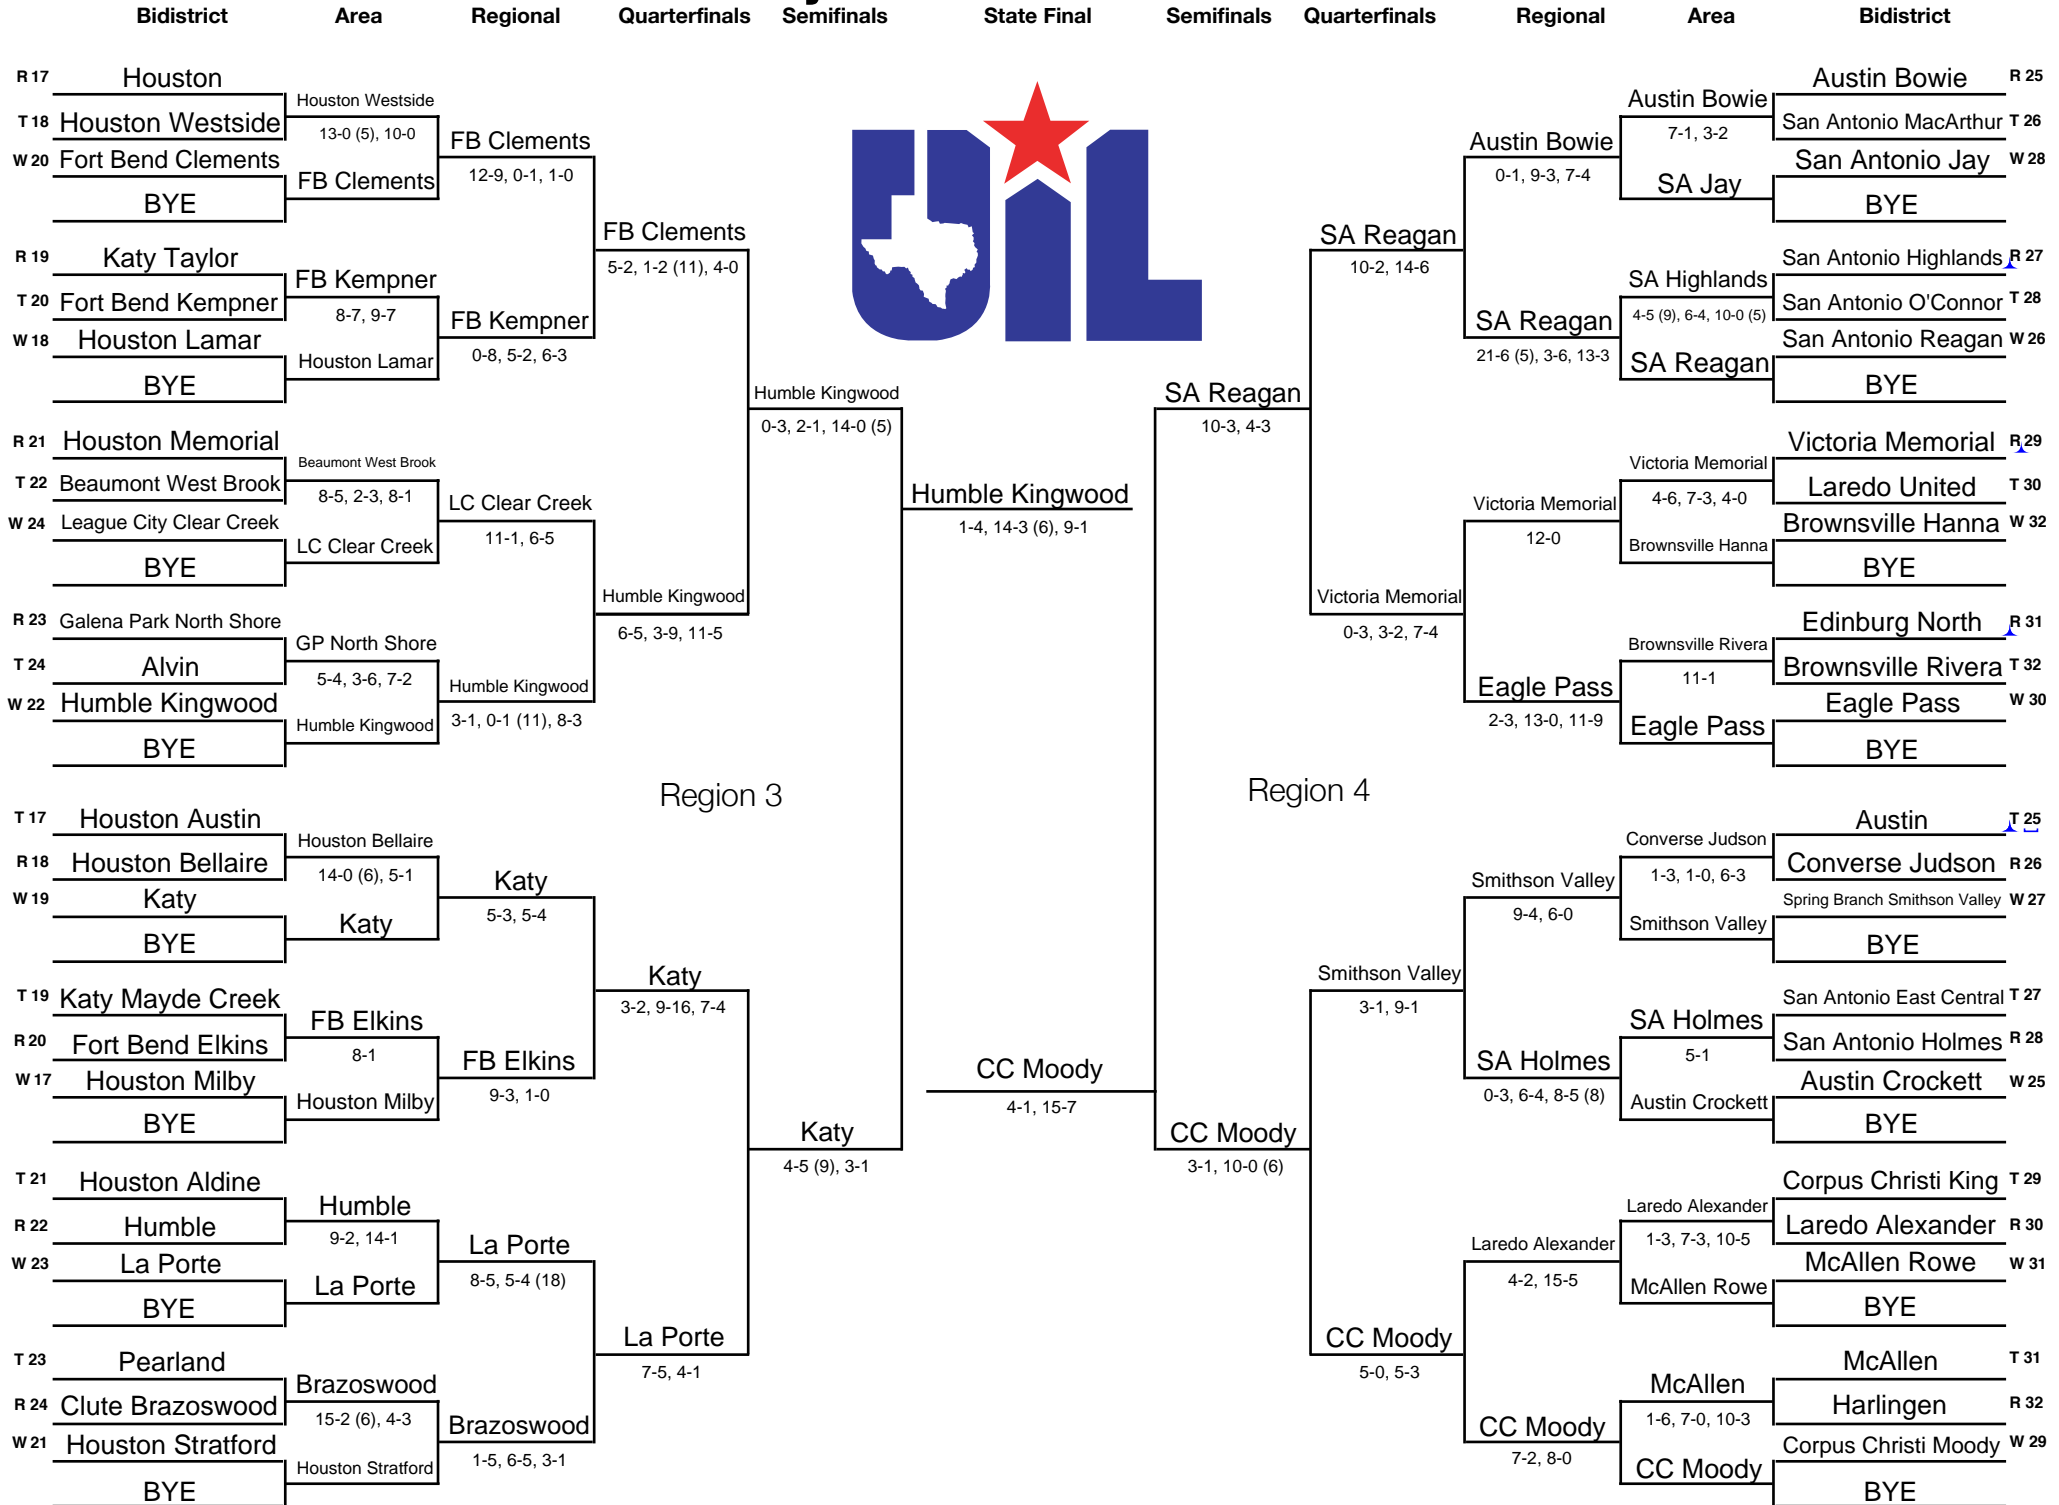 Bidistrict Area Regional Quarterfinals Semifinals State Final Semifinals Quarterfinals Regional Area Bidistrict
R 17 Houston
Houston Westside
T 18 Houston Westside
13-0 (5), 10-0
FB Clements
W 20 Fort Bend Clements
12-9, 0-1, 1-0
FB Clements
BYE
FB Clements
5-2, 1-2 (11), 4-0
R 19 Katy Taylor
FB Kempner
T 20 Fort Bend Kempner
8-7, 9-7
FB Kempner
W 18 Houston Lamar
0-8, 5-2, 6-3
Houston Lamar
BYE
Humble Kingwood
0-3, 2-1, 14-0 (5)
R 21 Houston Memorial
Beaumont West Brook
T 22 Beaumont West Brook
8-5, 2-3, 8-1
LC Clear Creek
W 24 League City Clear Creek
11-1, 6-5
LC Clear Creek
BYE
Humble Kingwood
6-5, 3-9, 11-5
R 23 Galena Park North Shore
GP North Shore
T 24 Alvin
5-4, 3-6, 7-2
Humble Kingwood
W 22 Humble Kingwood
3-1, 0-1 (11), 8-3
Humble Kingwood
BYE
Region 3
T 17 Houston Austin
Houston Bellaire
R 18 Houston Bellaire
14-0 (6), 5-1
Katy
W 19 Katy
5-3, 5-4
Katy
BYE
Katy
3-2, 9-16, 7-4
T 19 Katy Mayde Creek
FB Elkins
R 20 Fort Bend Elkins
8-1
FB Elkins
W 17 Houston Milby
9-3, 1-0
Houston Milby
BYE
Katy
4-5 (9), 3-1
T 21 Houston Aldine
Humble
R 22 Humble
9-2, 14-1
La Porte
W 23 La Porte
8-5, 5-4 (18)
La Porte
BYE
La Porte
7-5, 4-1
T 23 Pearland
Brazoswood
R 24 Clute Brazoswood
15-2 (6), 4-3
Brazoswood
W 21 Houston Stratford
1-5, 6-5, 3-1
Houston Stratford
BYE
UIL
Humble Kingwood
1-4, 14-3 (6), 9-1
CC Moody
4-1, 15-7
Austin Bowie R 25
Austin Bowie
San Antonio MacArthur T 26
7-1, 3-2
Austin Bowie
San Antonio Jay W 28
0-1, 9-3, 7-4
SA Jay
BYE
SA Reagan
10-2, 14-6
San Antonio Highlands R 27
SA Highlands
San Antonio O'Connor T 28
4-5 (9), 6-4, 10-0 (5)
SA Reagan
San Antonio Reagan W 26
21-6 (5), 3-6, 13-3
SA Reagan
BYE
SA Reagan
10-3, 4-3
Victoria Memorial R 29
Victoria Memorial
Laredo United T 30
4-6, 7-3, 4-0
Victoria Memorial
Brownsville Hanna W 32
12-0
Brownsville Hanna
BYE
Victoria Memorial
0-3, 3-2, 7-4
Edinburg North R 31
Brownsville Rivera
Brownsville Rivera T 32
11-1
Eagle Pass
Eagle Pass W 30
2-3, 13-0, 11-9
Eagle Pass
BYE
Region 4
Austin T 25
Converse Judson
Converse Judson R 26
1-3, 1-0, 6-3
Smithson Valley
Spring Branch Smithson Valley W 27
9-4, 6-0
Smithson Valley
BYE
Smithson Valley
3-1, 9-1
San Antonio East Central T 27
SA Holmes
San Antonio Holmes R 28
5-1
SA Holmes
Austin Crockett W 25
0-3, 6-4, 8-5 (8)
Austin Crockett
BYE
CC Moody
3-1, 10-0 (6)
Corpus Christi King T 29
Laredo Alexander
Laredo Alexander R 30
1-3, 7-3, 10-5
Laredo Alexander
McAllen Rowe W 31
4-2, 15-5
McAllen Rowe
BYE
CC Moody
5-0, 5-3
McAllen T 31
McAllen
Harlingen R 32
1-6, 7-0, 10-3
CC Moody
Corpus Christi Moody W 29
7-2, 8-0
CC Moody
BYE